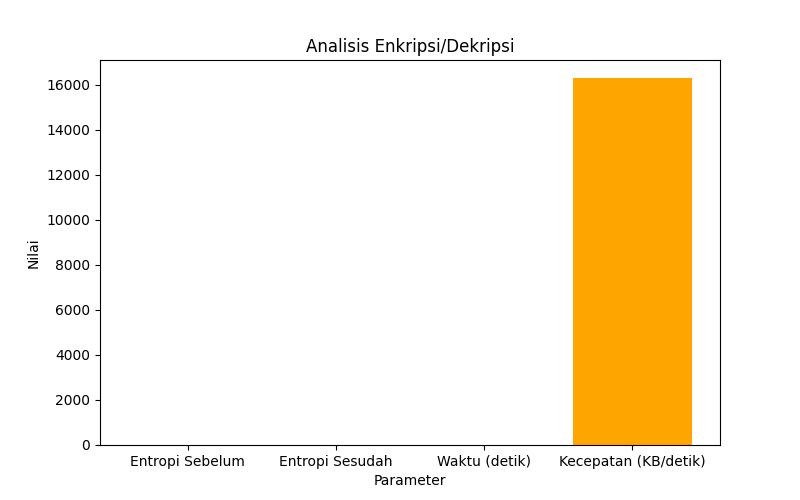 Analisis Enkripsi/Dekripsi
16000
14000
12000
10000
8000
6000
4000
2000
0
Nilai
Entropi Sebelum
Entropi Sesudah
Waktu (detik)
Kecepatan (KB/detik)
Parameter